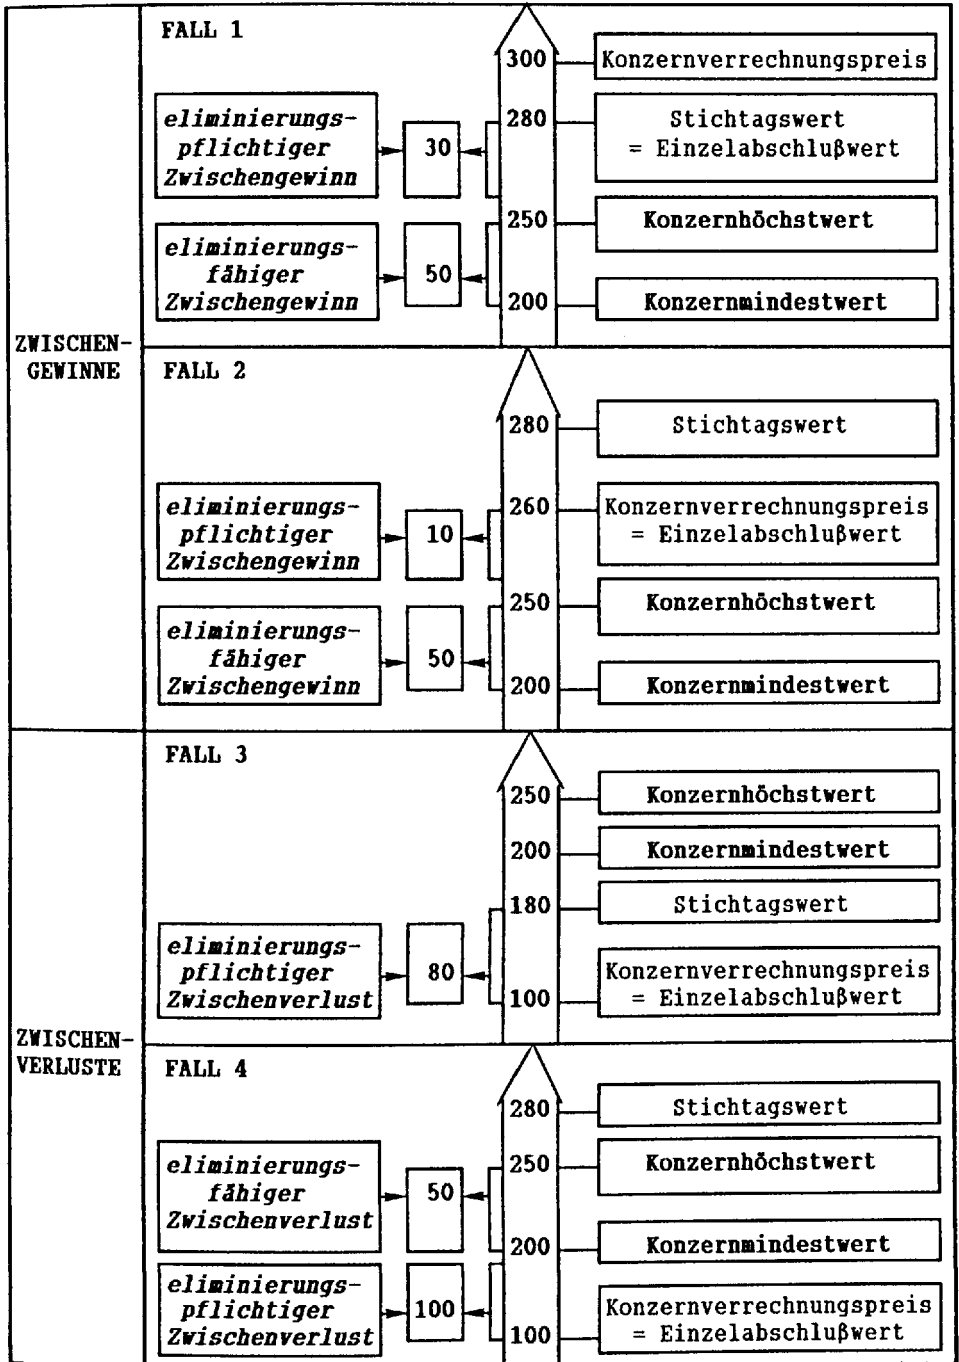 ZWISCHEN-
GEWINNE
FALL 1
300
Konzernverrechnungspreis
eliminierungs-
pflichtiger
Zwischengewinn
30
280
Stichtagswert
= Einzelabschlußwert
250
Konzernhöchstwert
eliminierungs-
fähiger
Zwischengewinn
50
200
Konzernmindestwert
FALL 2
280
Stichtagswert
eliminierungs-
pflichtiger
Zwischengewinn
10
260
Konzernverrechnungspreis
= Einzelabschlußwert
250
Konzernhöchstwert
eliminierungs-
fähiger
Zwischengewinn
50
200
Konzernmindestwert
ZWISCHEN-
VERLUSTE
FALL 3
250
Konzernhöchstwert
200
Konzernmindestwert
180
Stichtagswert
eliminierungs-
pflichtiger
Zwischenverlust
80
100
Konzernverrechnungspreis
= Einzelabschlußwert
FALL 4
280
Stichtagswert
250
Konzernhöchstwert
eliminierungs-
fähiger
Zwischenverlust
50
200
Konzernmindestwert
eliminierungs-
pflichtiger
Zwischenverlust
100
100
Konzernverrechnungspreis
= Einzelabschlußwert